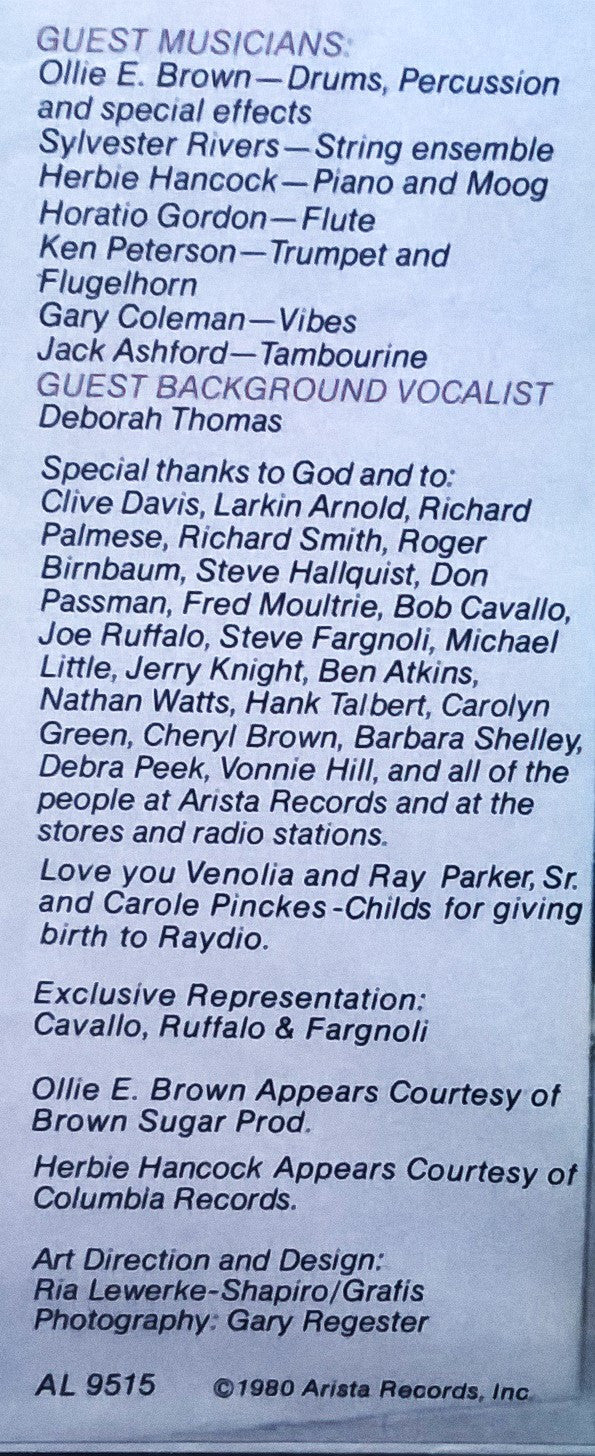 GUEST MUSICIANS:
Ollie E. Brown—Drums, Percussion
and special effects
Sylvester Rivers—String ensemble
Herbie Hancock—Piano and Moog
Horatio Gordon—Flute
Ken Peterson—Trumpet and
Flugelhorn
Gary Coleman—Vibes
Jack Ashford—Tambourine
GUEST BACKGROUND VOCALIST
Deborah Thomas
Special thanks to God and to:
Clive Davis, Larkin Arnold, Richard
Palmese, Richard Smith, Roger
Birnbaum, Steve Hallquist, Don
Passman, Fred Moultrie, Bob Cavallo,
Joe Ruffalo, Steve Fargnoli, Michael
Little, Jerry Knight, Ben Atkins,
Nathan Watts, Hank Talbert, Carolyn
Green, Cheryl Brown, Barbara Shelley,
Debra Peek, Vonnie Hill, and all of the
people at Arista Records and at the
stores and radio stations.
Love you Venolia and Ray Parker, Sr.
and Carole Pinckes-Childs for giving
birth to Raydio.
Exclusive Representation:
Cavallo, Ruffalo & Fargnoli
Ollie E. Brown Appears Courtesy of
Brown Sugar Prod.
Herbie Hancock Appears Courtesy of
Columbia Records.
Art Direction and Design:
Ria Lewerke-Shapiro/Grafis
Photography: Gary Regester
AL 9515 ©1980 Arista Records, Inc.